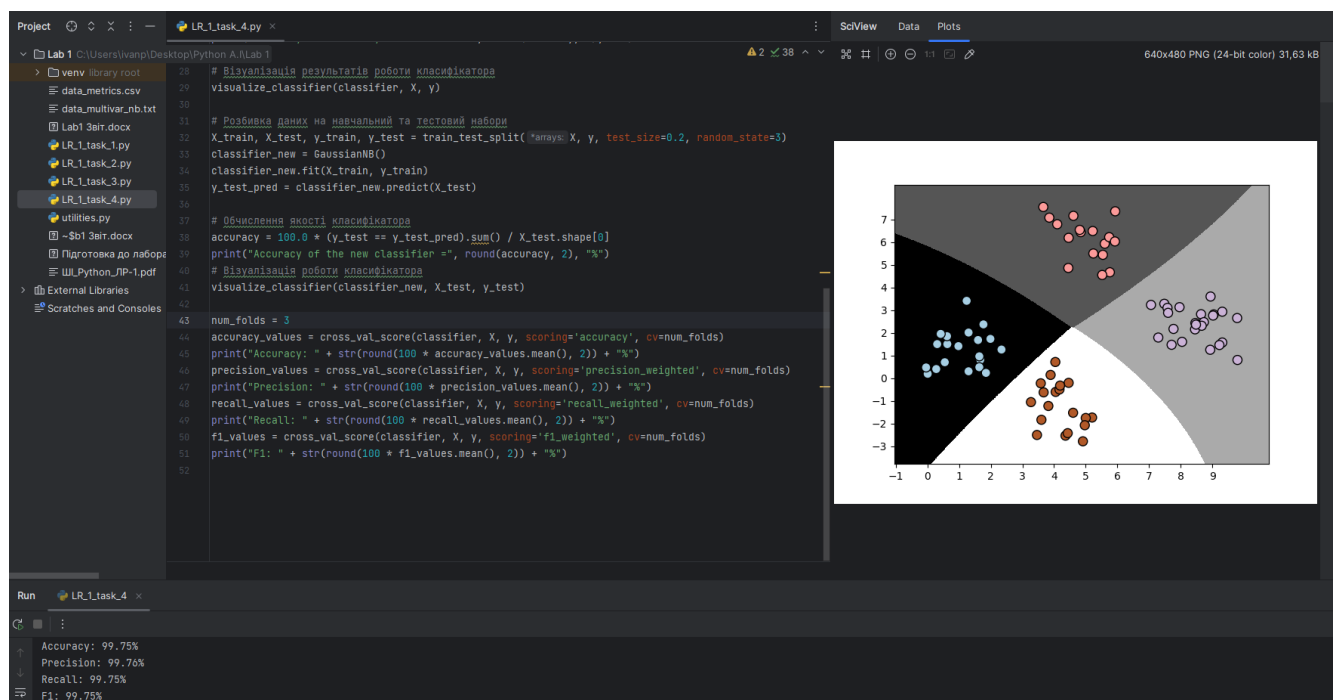 Project
LR_1_task_4.py
SciView
Data
Plots
Lab 1 C:\Users\ivanp\Desktop\Python A.I\Lab 1
venv library root
data_metrics.csv
data_multivar_nb.txt
Lab1 Звіт.docx
LR_1_task_1.py
LR_1_task_2.py
LR_1_task_3.py
LR_1_task_4.py
utilities.py
~$b1 Звіт.docx
Підготовка до лабора
ШІ_Python_ЛР-1.pdf
External Libraries
Scratches and Consoles
2 38
28 # Візуалізація результатів роботи класифікатора
29 visualize_classifier(classifier, X, y)
30
31 # Розбивка даних на навчальний та тестовий набори
32 X_train, X_test, y_train, y_test = train_test_split( *arrays: X, y, test_size=0.2, random_state=3)
33 classifier_new = GaussianNB()
34 classifier_new.fit(X_train, y_train)
35 y_test_pred = classifier_new.predict(X_test)
36
37 # Обчислення якості класифікатора
38 accuracy = 100.0 * (y_test == y_test_pred).sum() / X_test.shape[0]
39 print("Accuracy of the new classifier =", round(accuracy, 2), "%")
40 # Візуалізація роботи класифікатора
41 visualize_classifier(classifier_new, X_test, y_test)
42
43 num_folds = 3
44 accuracy_values = cross_val_score(classifier, X, y, scoring='accuracy', cv=num_folds)
45 print("Accuracy: " + str(round(100 * accuracy_values.mean(), 2)) + "%")
46 precision_values = cross_val_score(classifier, X, y, scoring='precision_weighted', cv=num_folds)
47 print("Precision: " + str(round(100 * precision_values.mean(), 2)) + "%")
48 recall_values = cross_val_score(classifier, X, y, scoring='recall_weighted', cv=num_folds)
49 print("Recall: " + str(round(100 * recall_values.mean(), 2)) + "%")
50 f1_values = cross_val_score(classifier, X, y, scoring='f1_weighted', cv=num_folds)
51 print("F1: " + str(round(100 * f1_values.mean(), 2)) + "%")
52
1:1
640x480 PNG (24-bit color) 31,63 kB
7
6
5
4
3
2
1
0
−1
−2
−3
−1 0 1 2 3 4 5 6 7 8 9
Run
LR_1_task_4
Accuracy: 99.75%
Precision: 99.76%
Recall: 99.75%
F1: 99.75%